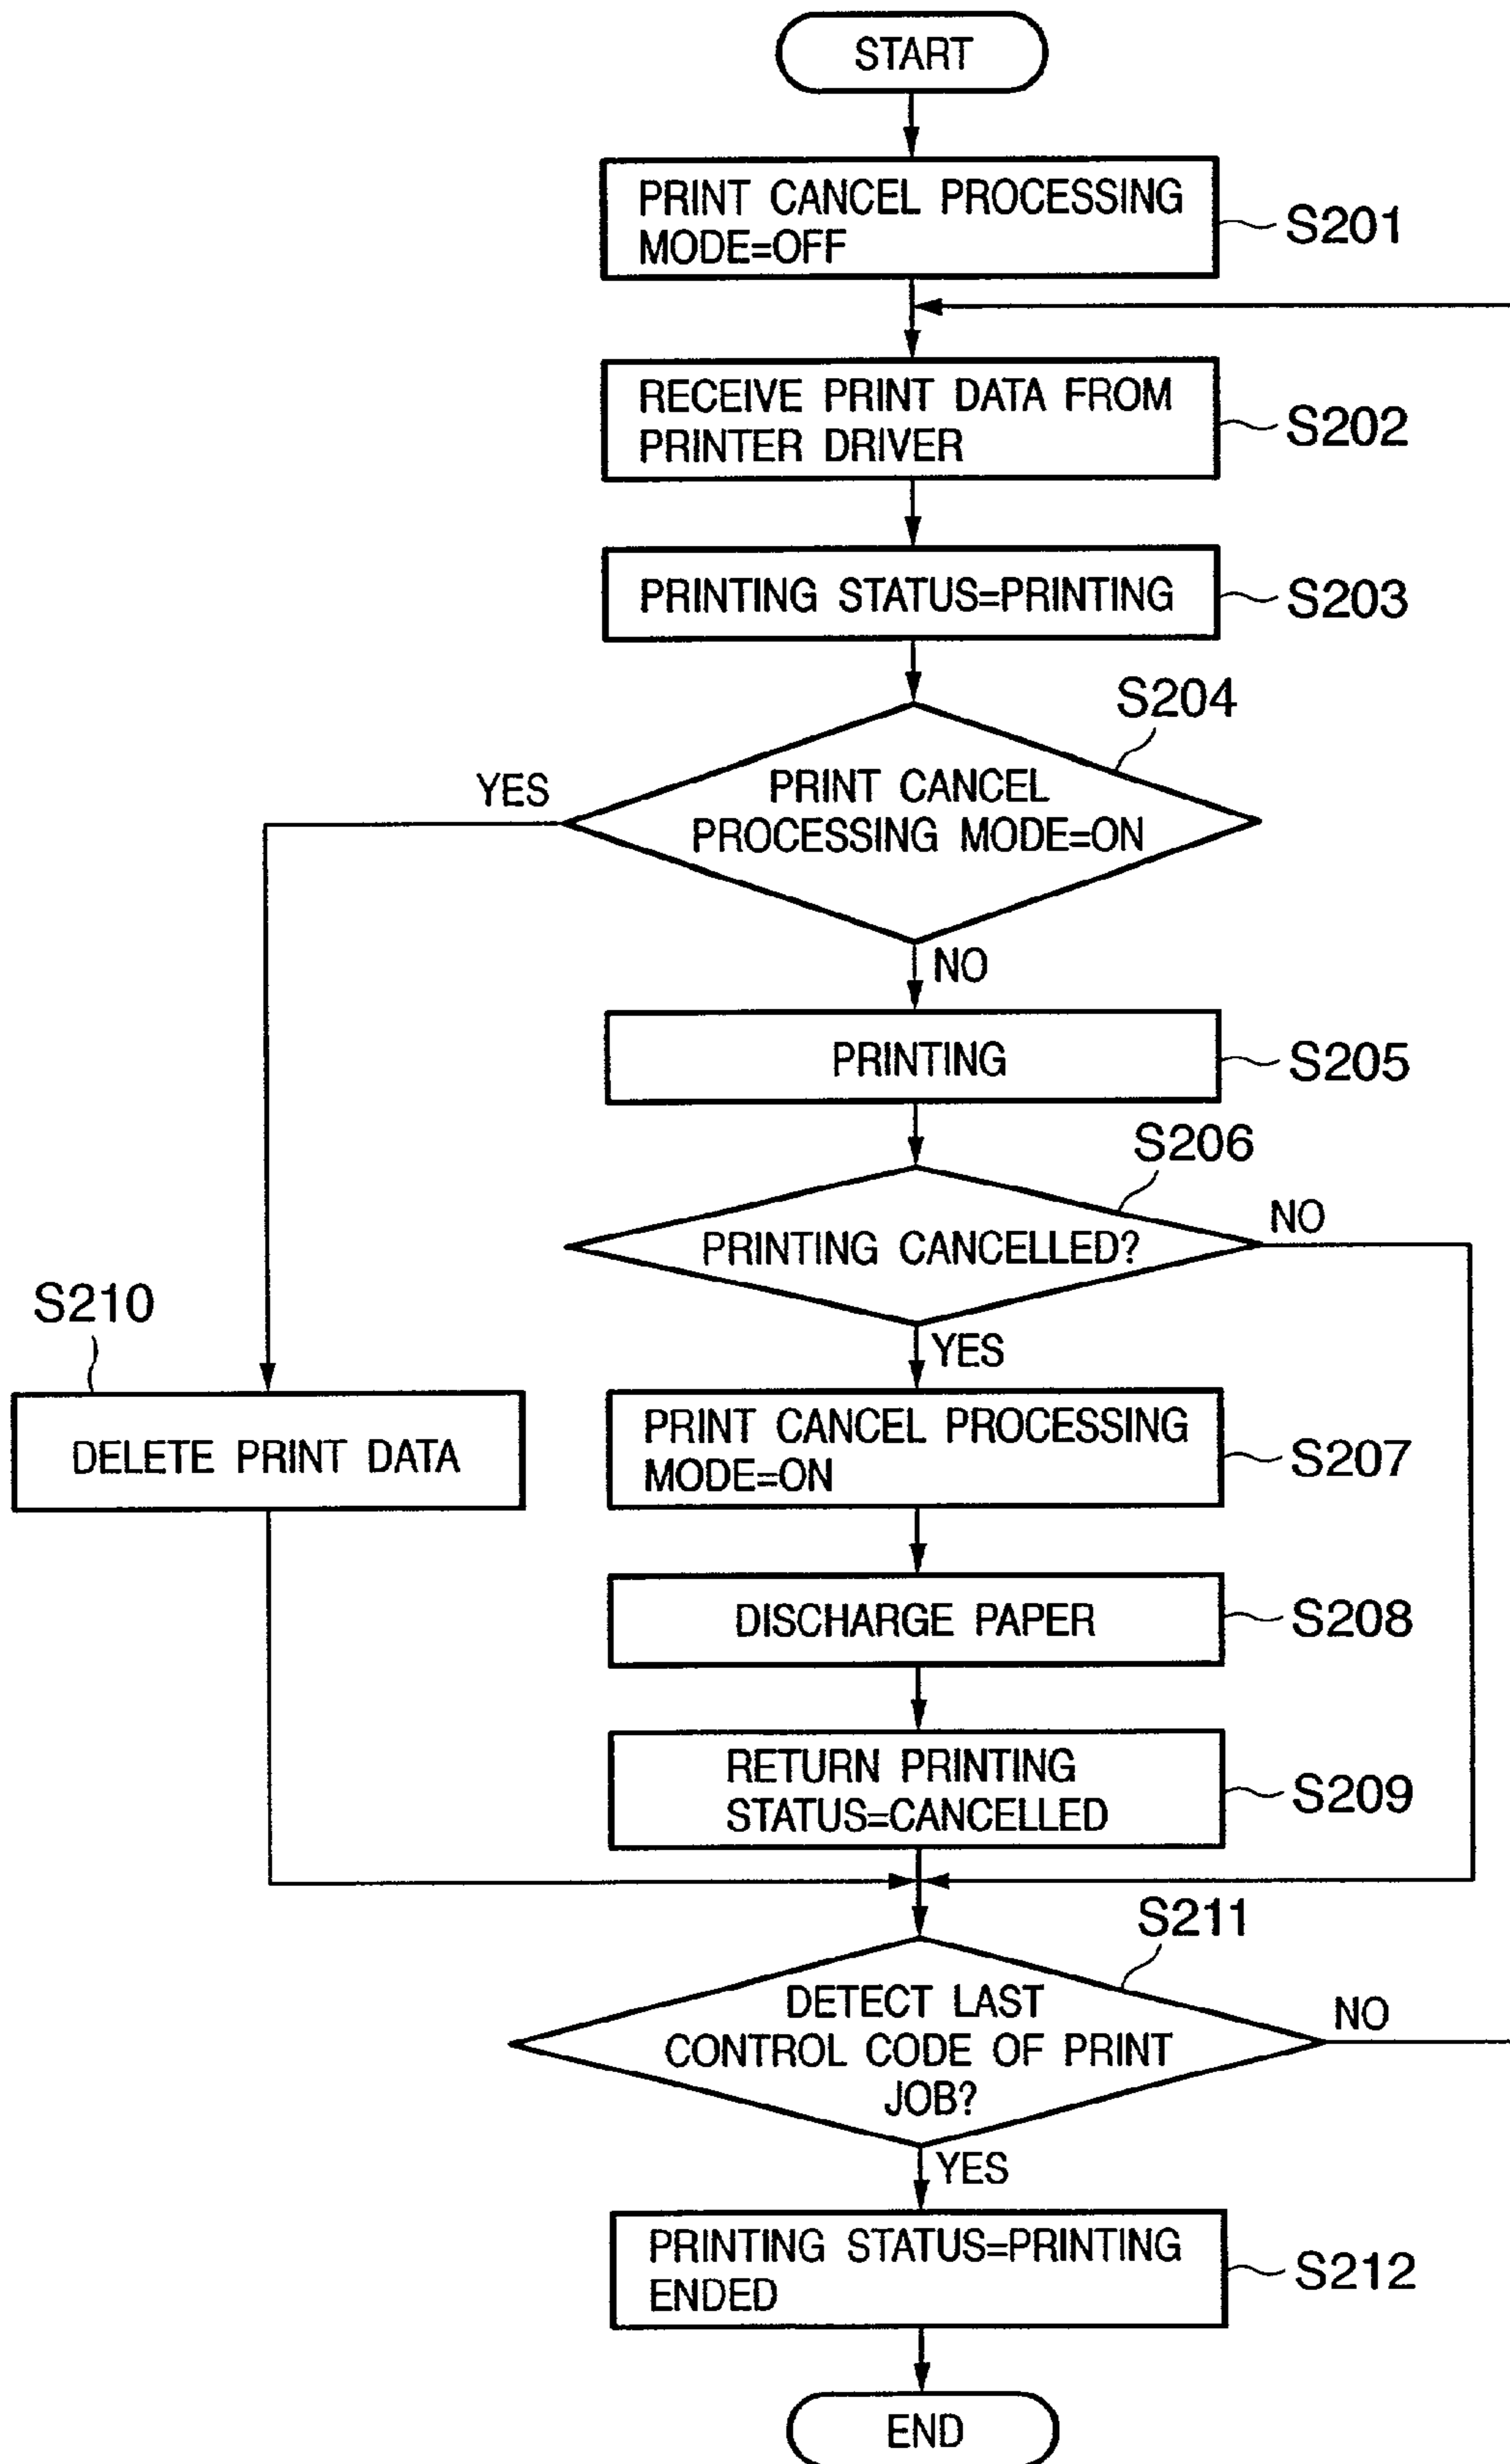 START
PRINT CANCEL PROCESSING
MODE=OFF
S201
RECEIVE PRINT DATA FROM
PRINTER DRIVER
S202
PRINTING STATUS=PRINTING
S203
S204
YES
PRINT CANCEL
PROCESSING MODE=ON
NO
PRINTING
S205
S206
PRINTING CANCELLED?
NO
YES
S210
DELETE PRINT DATA
PRINT CANCEL PROCESSING
MODE=ON
S207
DISCHARGE PAPER
S208
RETURN PRINTING
STATUS=CANCELLED
S209
S211
DETECT LAST
CONTROL CODE OF PRINT
JOB?
NO
YES
PRINTING STATUS=PRINTING
ENDED
S212
END